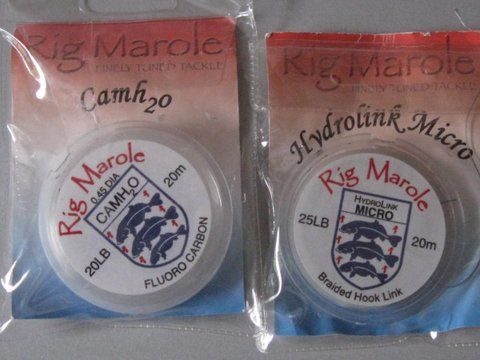 Rig Marole
FINELY TUNED TACKLE
Camh2o
Rig Marole
0.45 DIA
CAMH2O
20m
20LB
FLUORO CARBON
Rig Marole
FINELY TUNED TACKLE
Hydrolink Micro
Rig Marole
HYDROLINK
MICRO
25LB
20m
Braided Hook Link